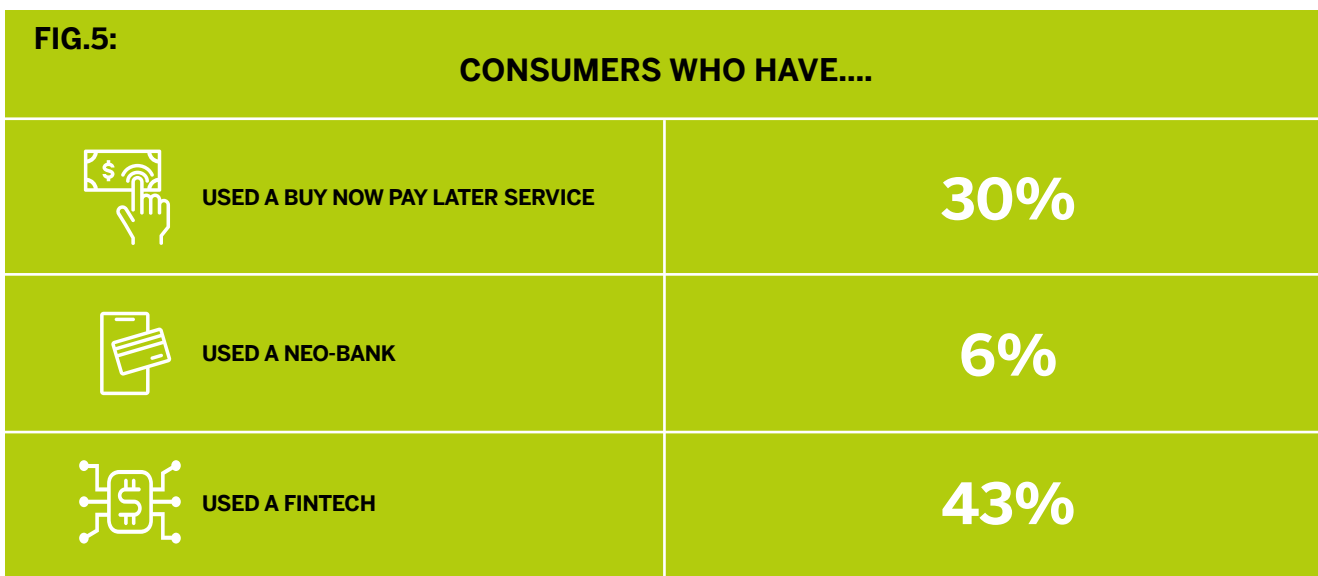 FIG.5:
CONSUMERS WHO HAVE....
$
USED A BUY NOW PAY LATER SERVICE
30%
USED A NEO-BANK
6%
$
USED A FINTECH
43%